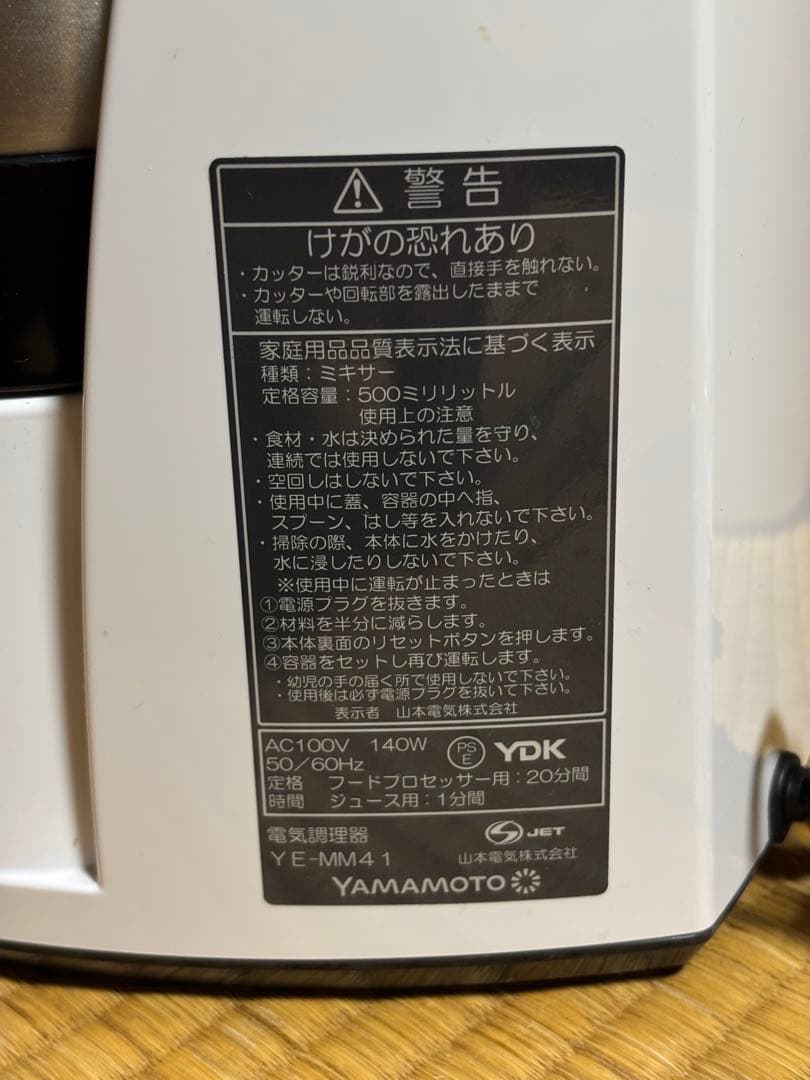 ⚠ 警告
けがの恐れあり
・カッターは鋭利なので、直接手を触れない。
・カッターや回転部を露出したままで
運転しない。
家庭用品品質表示法に基づく表示
種類：ミキサー
定格容量：500ミリリットル
使用上の注意
・食材・水は決められた量を守り、
連続では使用しないで下さい。
・空回しはしないで下さい。
・使用中に蓋、容器の中へ指、
スプーン、はし等を入れないで下さい。
・掃除の際、本体に水をかけたり、
水に浸したりしないで下さい。
※使用中に運転が止まったときは
①電源プラグを抜きます。
②材料を半分に減らします。
③本体裏面のリセットボタンを押します。
④容器をセットし再び運転します。
・幼児の手の届く所で使用しないで下さい。
・使用後は必ず電源プラグを抜いて下さい。
表示者 山本電気株式会社
AC100V 140W PSE YDK
50／60Hz
定格 フードプロセッサー用：20分間
時間 ジュース用：1分間
電気調理器 S JET
YE-MM41 山本電気株式会社
YAMAMOTO